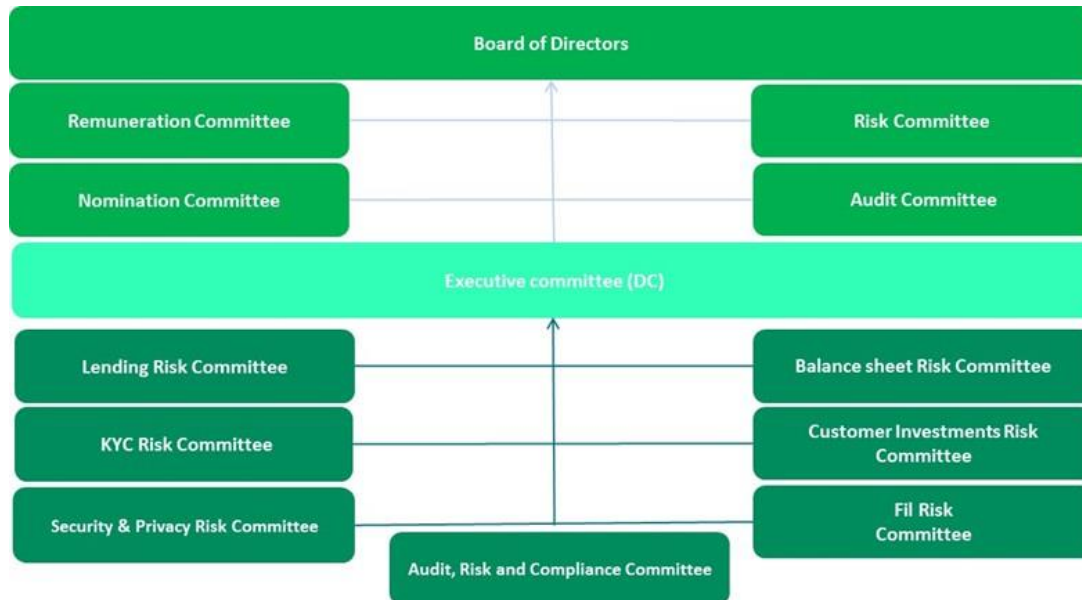 Board of Directors
Remuneration Committee
Risk Committee
Nomination Committee
Audit Committee
Executive committee (DC)
Lending Risk Committee
Balance sheet Risk Committee
KYC Risk Committee
Customer Investments Risk
Committee
Security & Privacy Risk Committee
Fil Risk
Committee
Audit, Risk and Compliance Committee